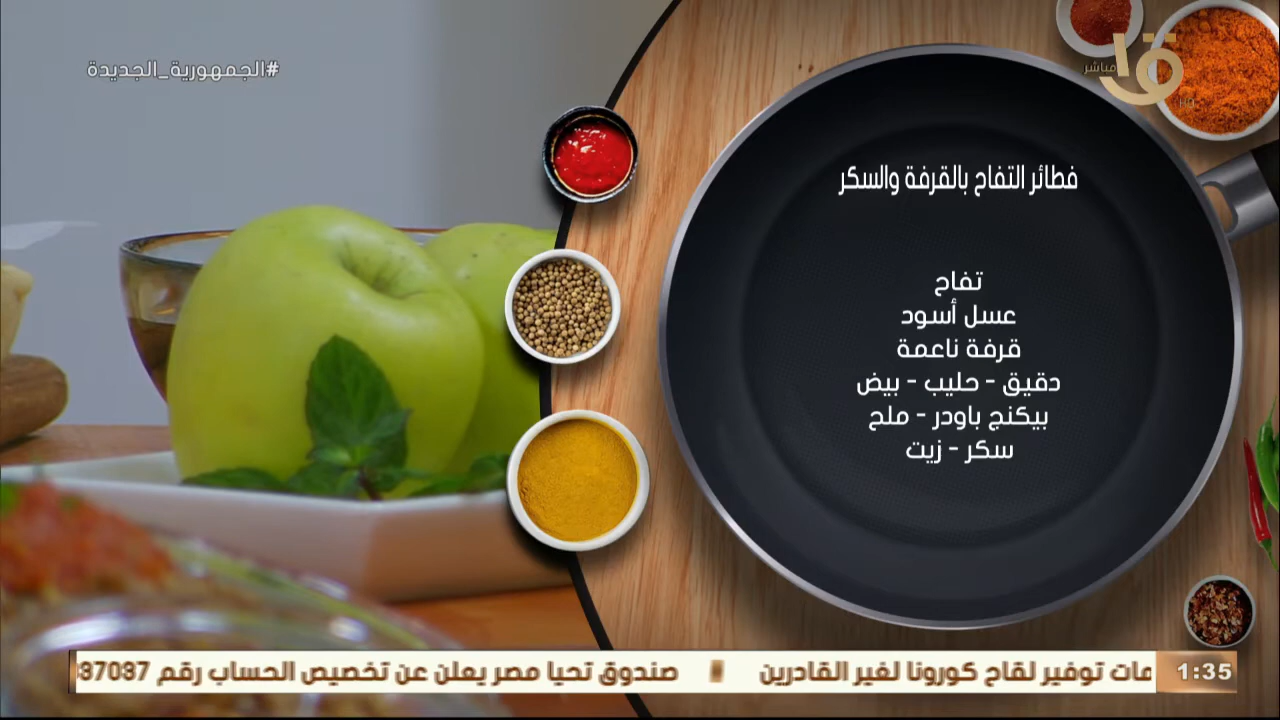 #الجمهورية_الجديدة
مباشر
فطائر التفاح بالقرفة والسكر
تفاح
عسل أسود
قرفة ناعمة
دقيق - حليب - بيض
بيكنج باودر - ملح
سكر - زيت
1:35
مات توفير لقاح كورونا لغير القادرين
صندوق تحيا مصر يعلن عن تخصيص الحساب رقم 37037